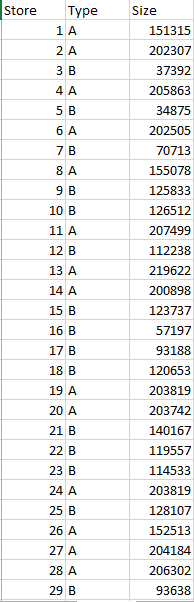 Store Type Size
1 A 151315
2 A 202307
3 B 37392
4 A 205863
5 B 34875
6 A 202505
7 B 70713
8 A 155078
9 B 125833
10 B 126512
11 A 207499
12 B 112238
13 A 219622
14 A 200898
15 B 123737
16 B 57197
17 B 93188
18 B 120653
19 A 203819
20 A 203742
21 B 140167
22 B 119557
23 B 114533
24 A 203819
25 B 128107
26 A 152513
27 A 204184
28 A 206302
29 B 93638